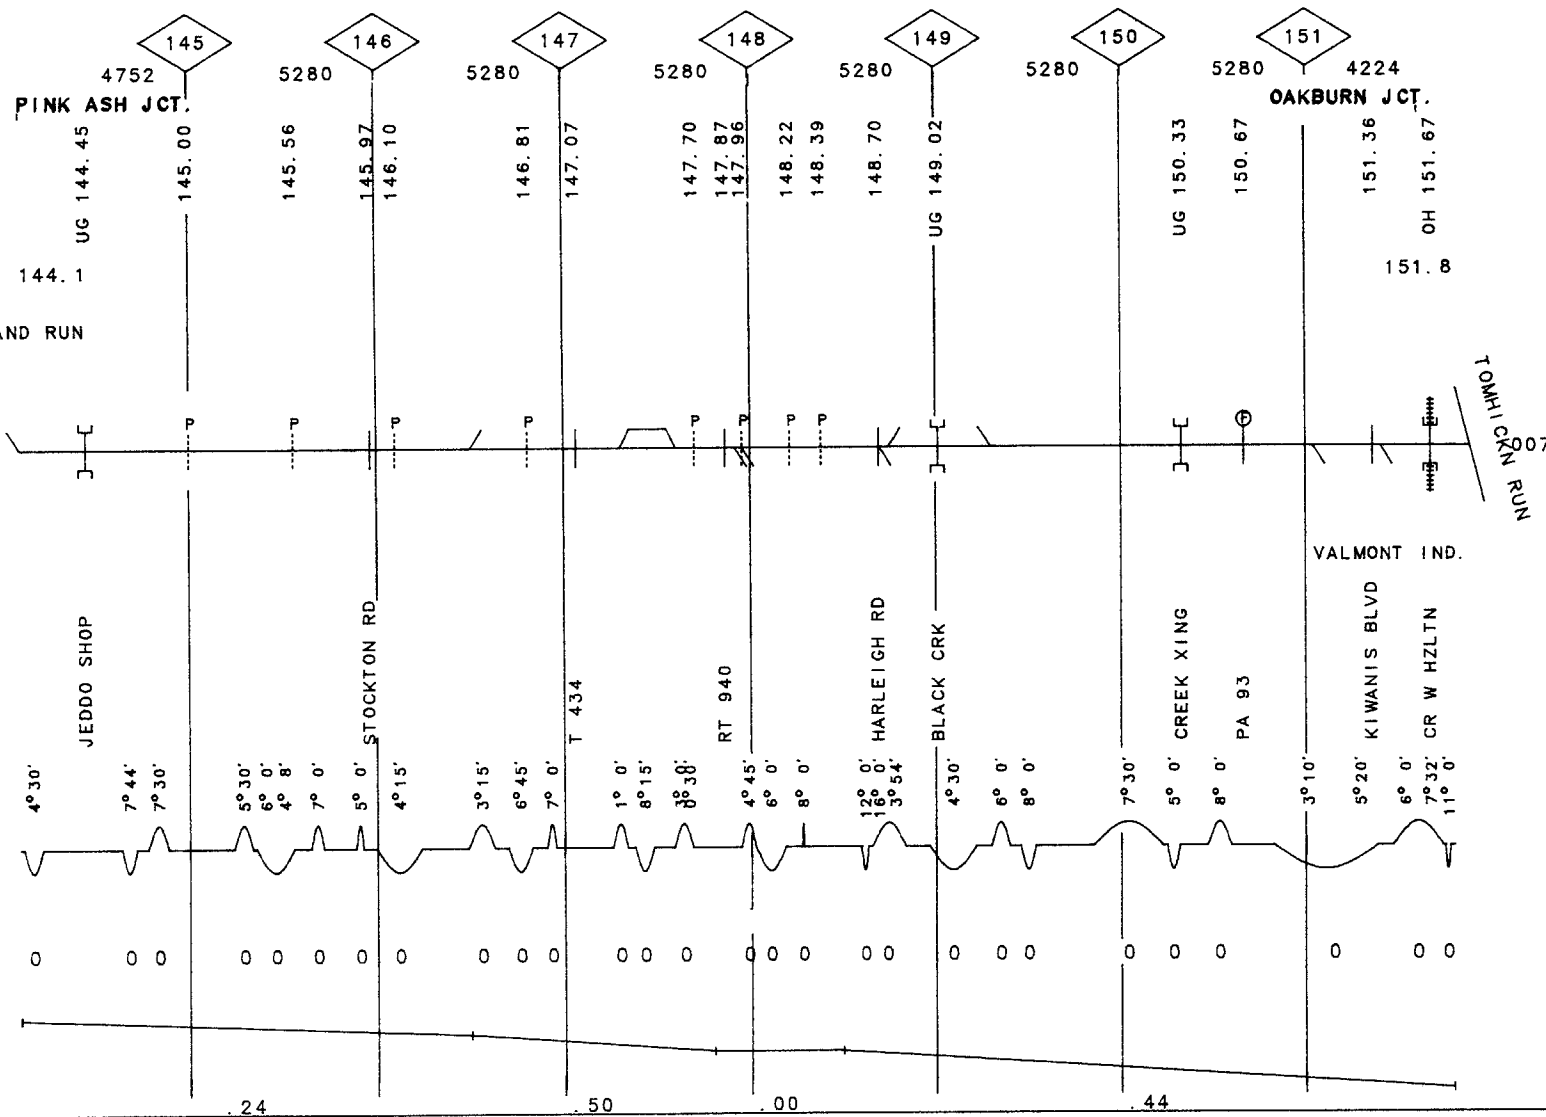 145 146 147 148 149 150 151
4752 5280 5280 5280 5280 5280 5280 4224
PINK ASH JCT. OAKBURN JCT.
UG 144.45
145.00
145.56
145.97
146.10
146.81
147.07
147.70
147.87
147.96
148.22
148.39
148.70
UG 149.02
UG 150.33
150.67
151.36
OH 151.67
144.1 151.8
AND RUN
P P P P P P P P F
TOMHICKN RUN
007
VALMONT IND.
JEDDO SHOP
STOCKTON RD
T 434
RT 940
HARLEIGH RD
BLACK CRK
CREEK XING
PA 93
KIWANIS BLVD
CR W HZLTN
4° 30'
7° 44'
7° 30'
5° 30'
6° 0'
4° 8'
7° 0'
5° 0'
4° 15'
3° 15'
6° 45'
7° 0'
1° 0'
8° 15'
3° 0'
0° 30'
4° 45'
6° 0'
8° 0'
12° 0'
16° 0'
3° 54'
4° 30'
6° 0'
8° 0'
7° 30'
5° 0'
8° 0'
3° 10'
5° 20'
6° 0'
7° 32'
11° 0'
0 0 0 0 0 0 0 0 0 0 0 0 0 0 0 0 0 0 0 0 0 0 0 0 0 0 0 0
.24 .50 .00 .44